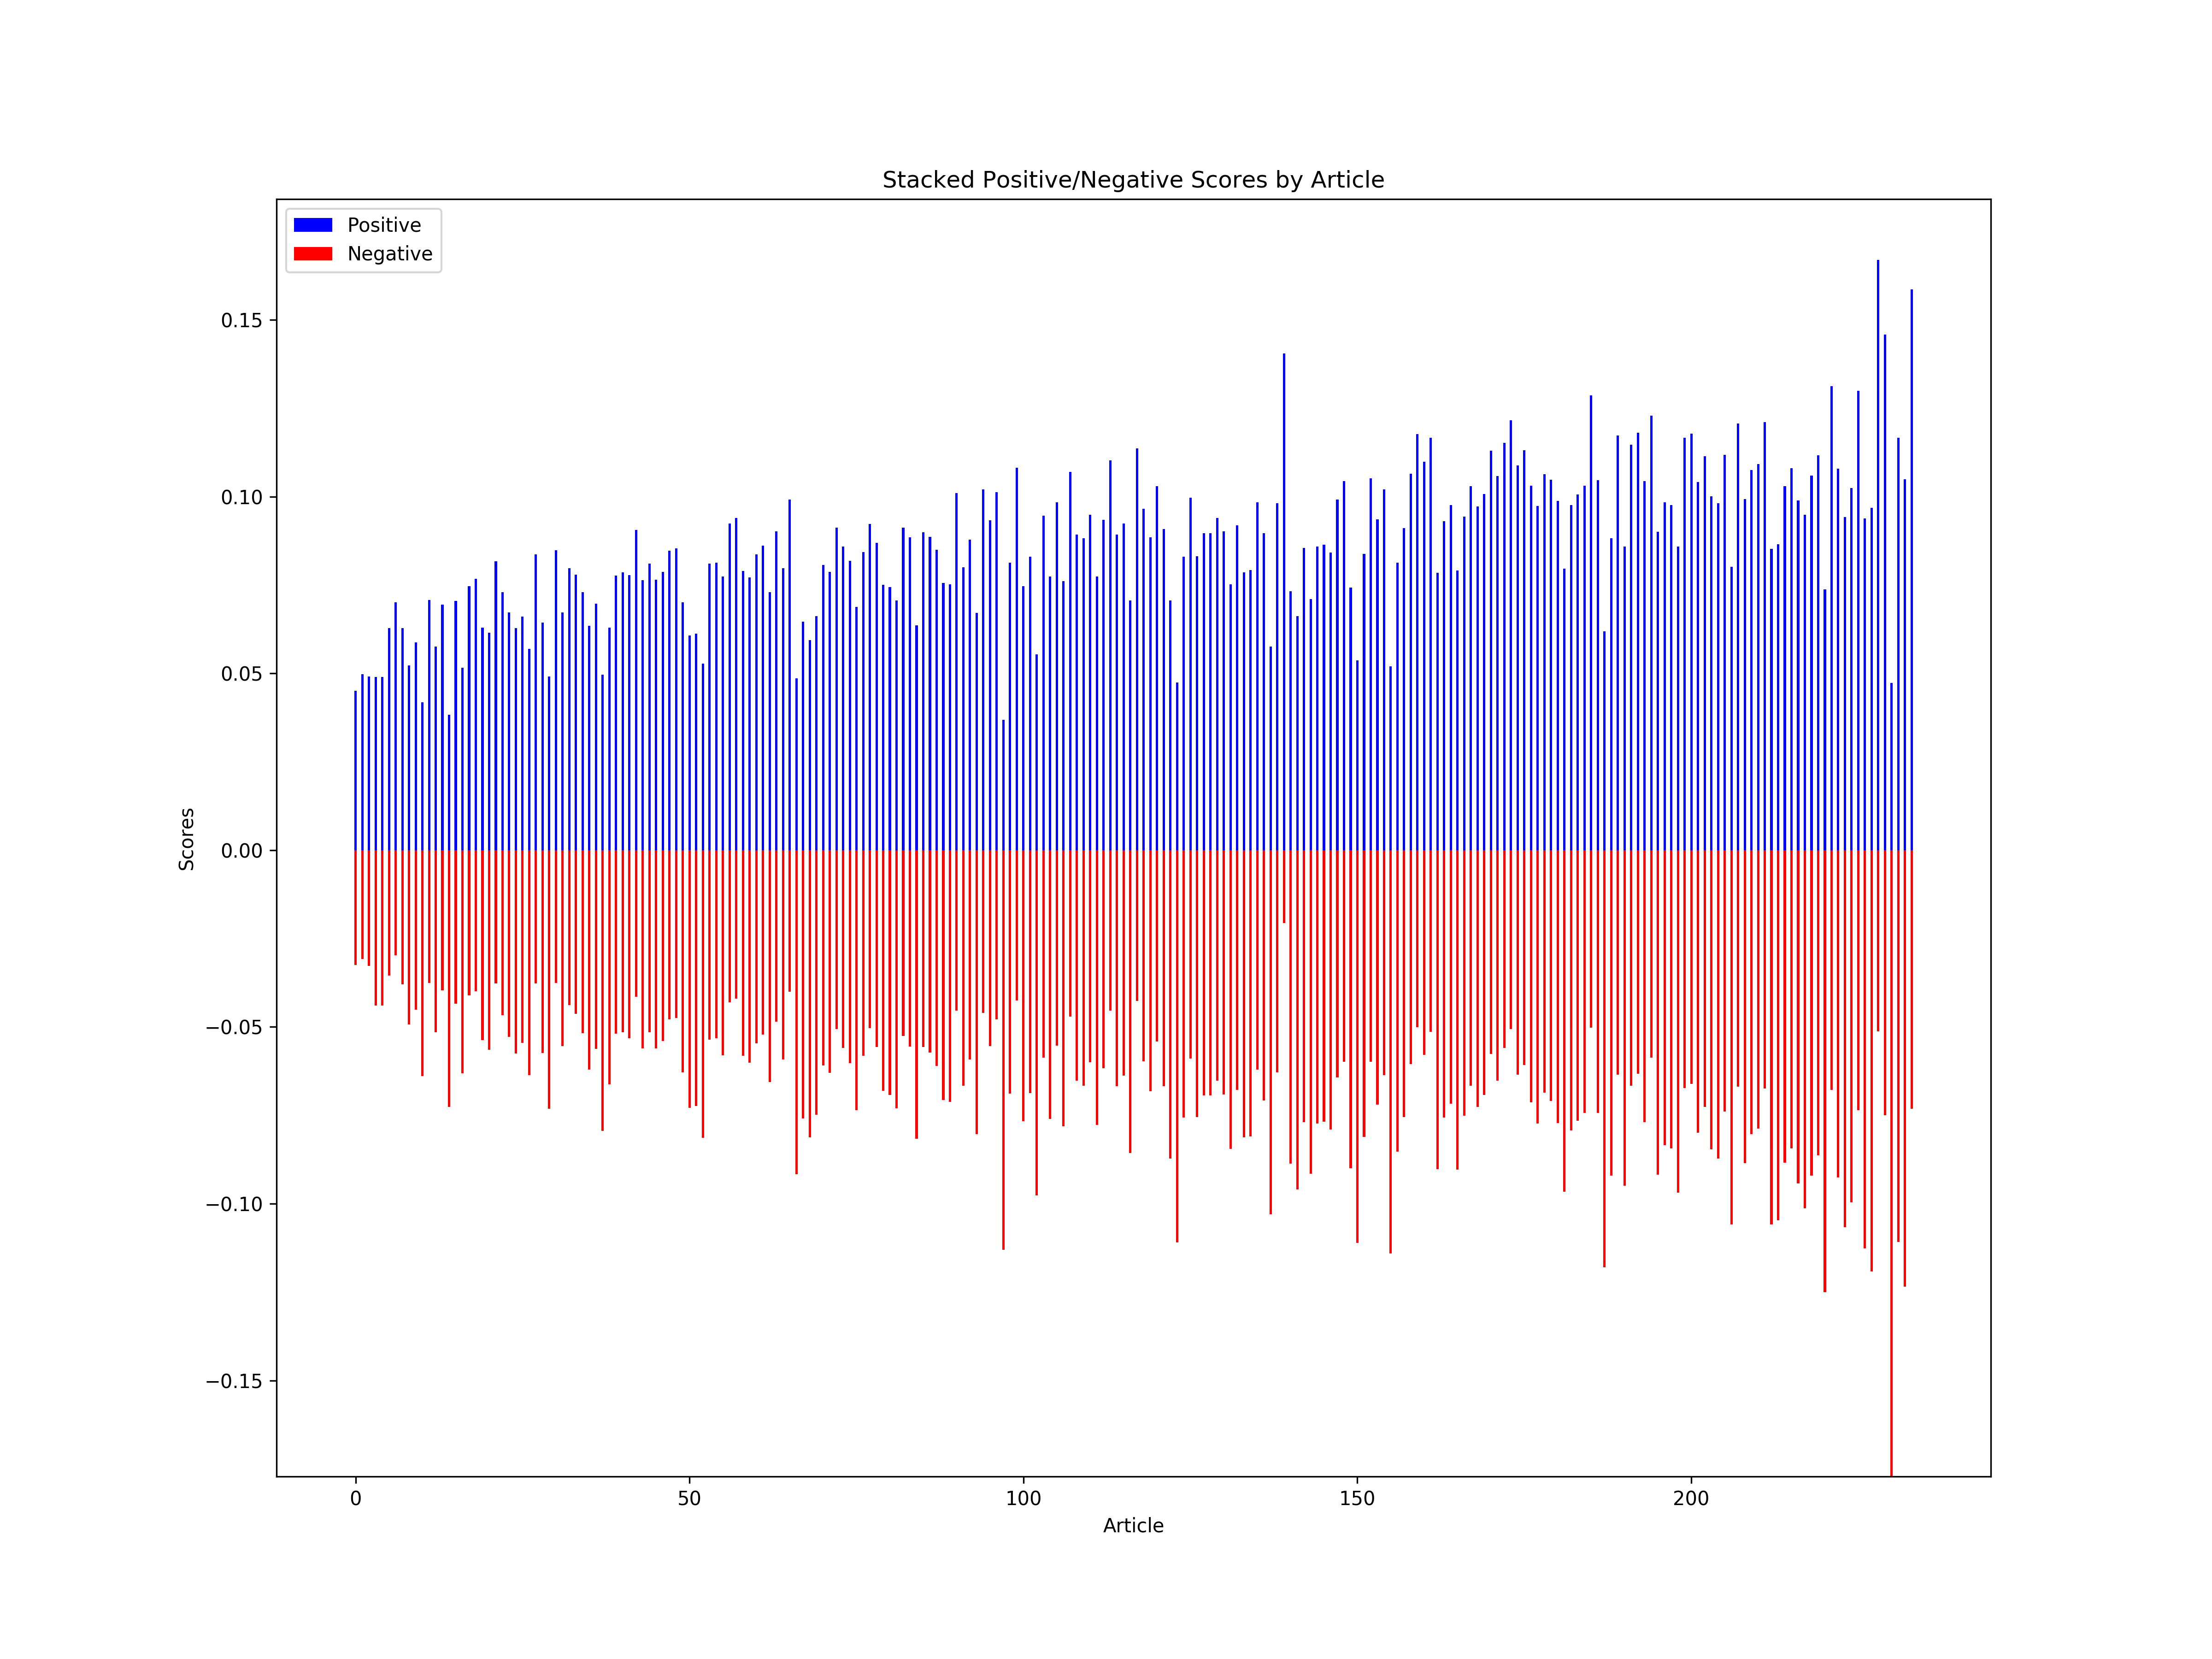 Stacked Positive/Negative Scores by Article
Positive
Negative
0.15
0.10
0.05
0.00
−0.05
−0.10
−0.15
Scores
0 50 100 150 200
Article